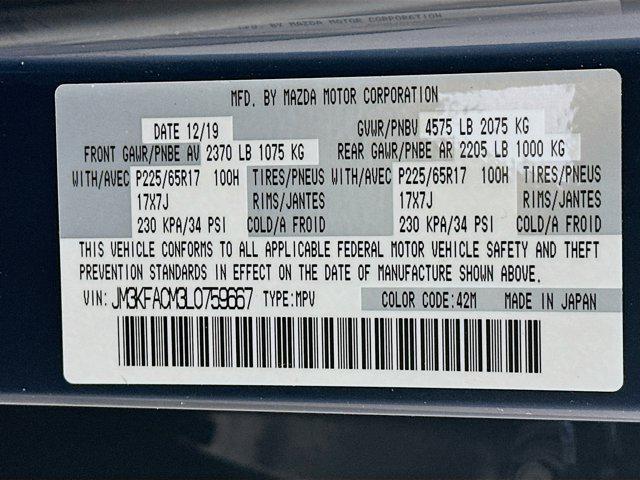 MFD. BY MAZDA MOTOR CORPORATION
DATE 12/19 GVWR/PNBV 4575 LB 2075 KG
FRONT GAWR/PNBE AV 2370 LB 1075 KG REAR GAWR/PNBE AR 2205 LB 1000 KG
WITH/AVEC P225/65R17 100H TIRES/PNEUS WITH/AVEC P225/65R17 100H TIRES/PNEUS
17X7J RIMS/JANTES 17X7J RIMS/JANTES
230 KPA/34 PSI COLD/A FROID 230 KPA/34 PSI COLD/A FROID
THIS VEHICLE CONFORMS TO ALL APPLICABLE FEDERAL MOTOR VEHICLE SAFETY AND THEFT
PREVENTION STANDARDS IN EFFECT ON THE DATE OF MANUFACTURE SHOWN ABOVE.
VIN: JM3KFACM3L0759667 TYPE:MPV COLOR CODE:42M MADE IN JAPAN